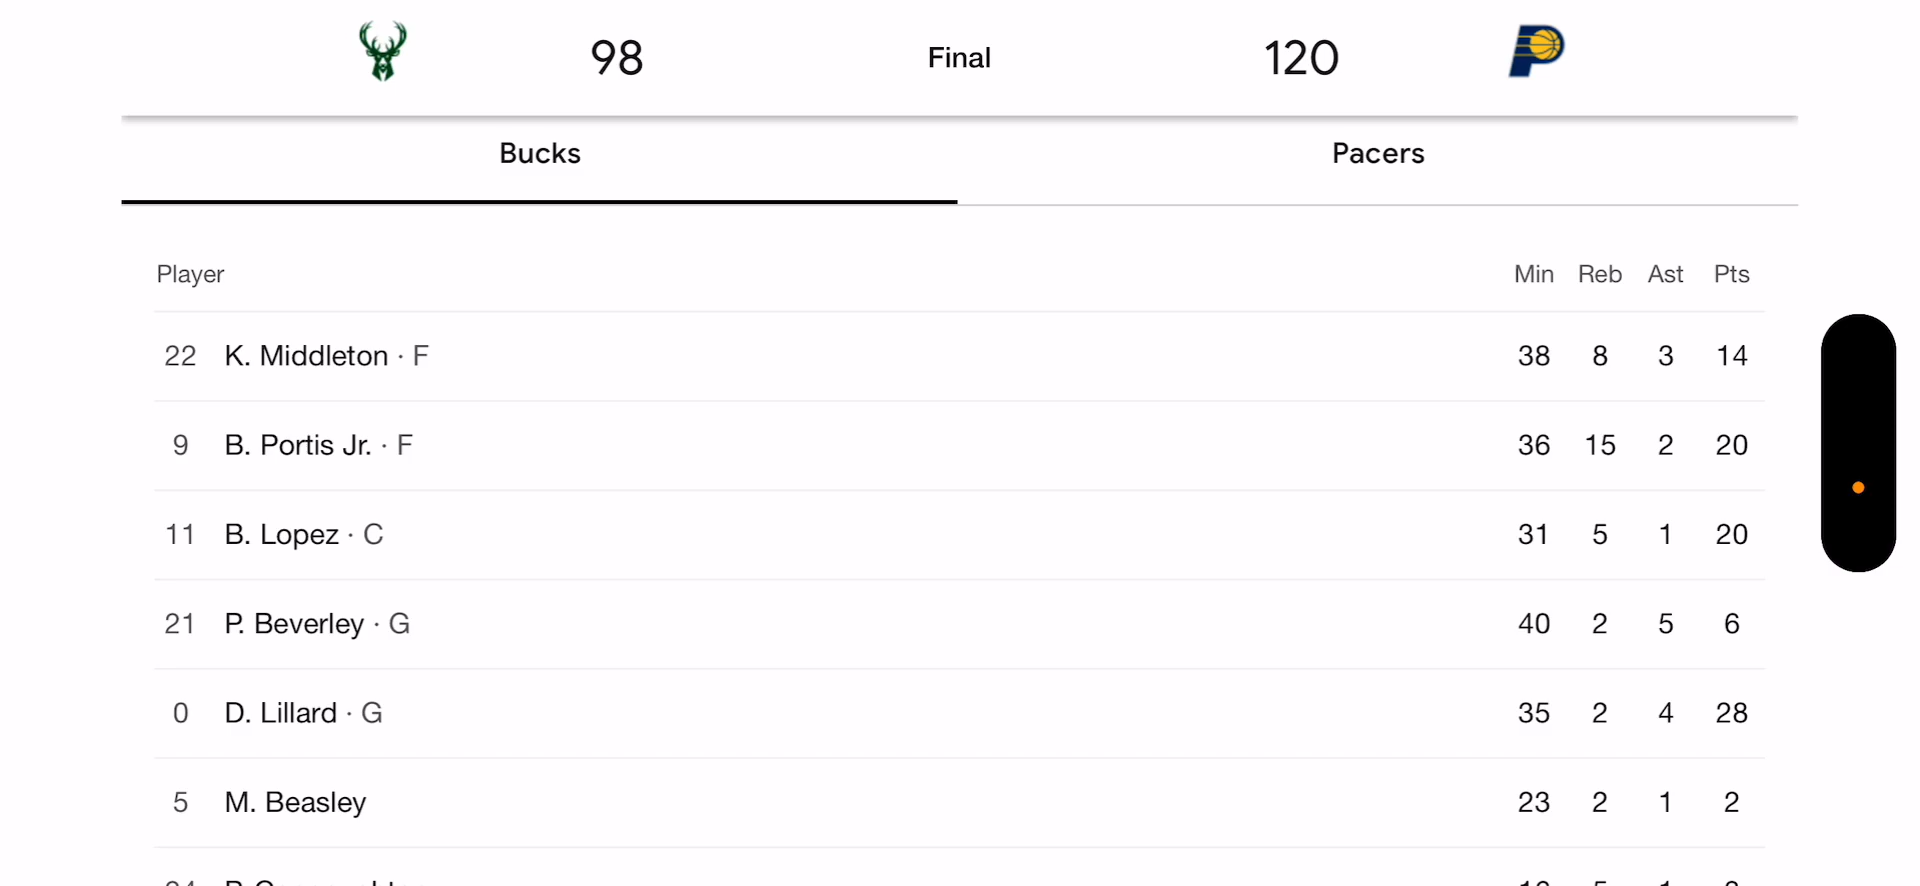 98 Final 120
Bucks Pacers
Player Min Reb Ast Pts
22 K. Middleton · F 38 8 3 14
9 B. Portis Jr. · F 36 15 2 20
11 B. Lopez · C 31 5 1 20
21 P. Beverley · G 40 2 5 6
0 D. Lillard · G 35 2 4 28
5 M. Beasley 23 2 1 2